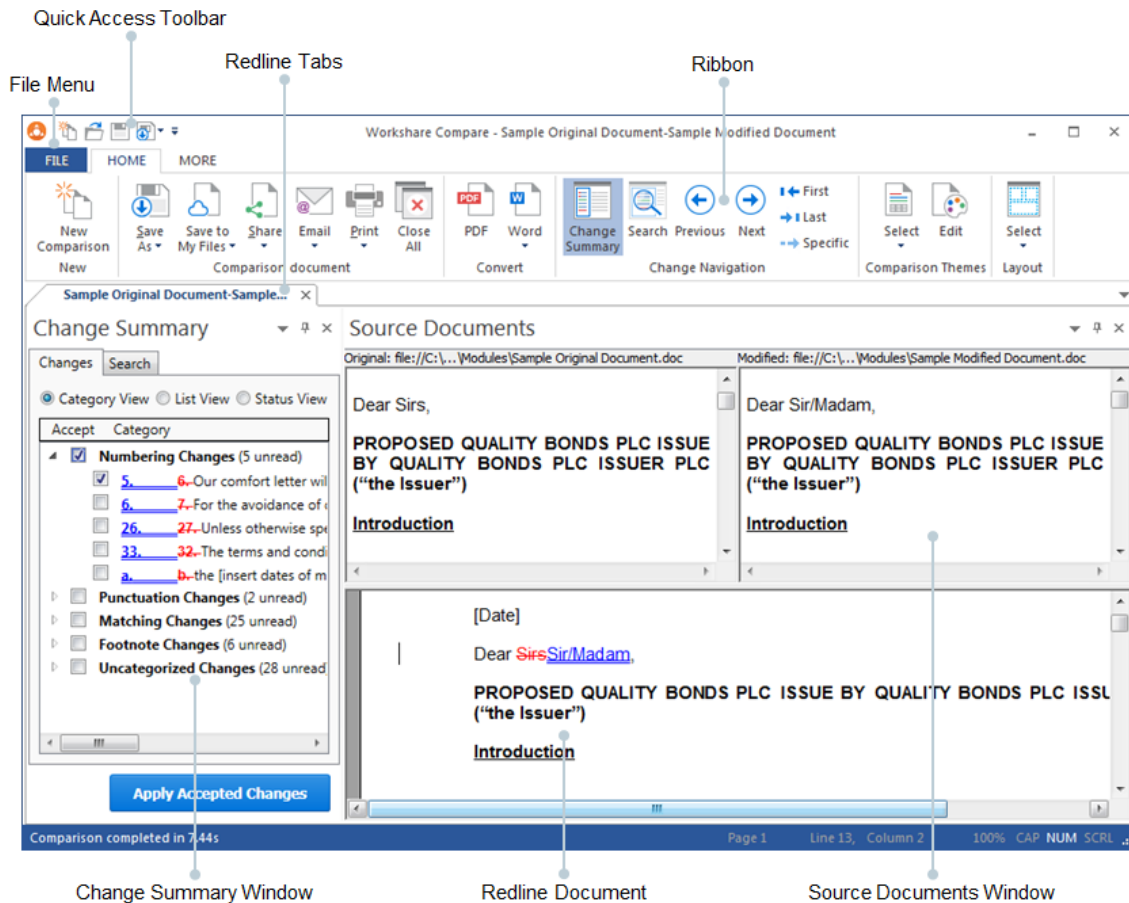 Quick Access Toolbar
Redline Tabs
Ribbon
File Menu
Workshare Compare - Sample Original Document-Sample Modified Document
FILE HOME MORE
New Comparison
Save As
Save to My Files
Share
Email
Print
Close All
PDF
Word
Change Summary
Search
Previous
Next
First
Last
Specific
Select
Edit
Select
New
Comparison document
Convert
Change Navigation
Comparison Themes
Layout
Sample Original Document-Sample...
Change Summary
Changes Search
Category View List View Status View
Accept Category
Numbering Changes (5 unread)
5. 6. Our comfort letter wil
6. 7. For the avoidance of
26. 27. Unless otherwise spe
33. 32. The terms and condi
a. b. the [insert dates of m
Punctuation Changes (2 unread)
Matching Changes (25 unread)
Footnote Changes (6 unread)
Uncategorized Changes (28 unread
Apply Accepted Changes
Source Documents
Original: file://C:\... \Modules\Sample Original Document.doc
Dear Sirs,
PROPOSED QUALITY BONDS PLC ISSUE
BY QUALITY BONDS PLC ISSUER PLC
(“the Issuer”)
Introduction
Modified: file://C:\... \Modules\Sample Modified Document.doc
Dear Sir/Madam,
PROPOSED QUALITY BONDS PLC ISSUE
BY QUALITY BONDS PLC ISSUER PLC
(“the Issuer”)
Introduction
[Date]
Dear SirsSir/Madam,
PROPOSED QUALITY BONDS PLC ISSUE BY QUALITY BONDS PLC ISSU
(“the Issuer”)
Introduction
Comparison completed in 7.44s
Page 1 Line 13, Column 2 100% CAP NUM SCRL
Change Summary Window
Redline Document
Source Documents Window